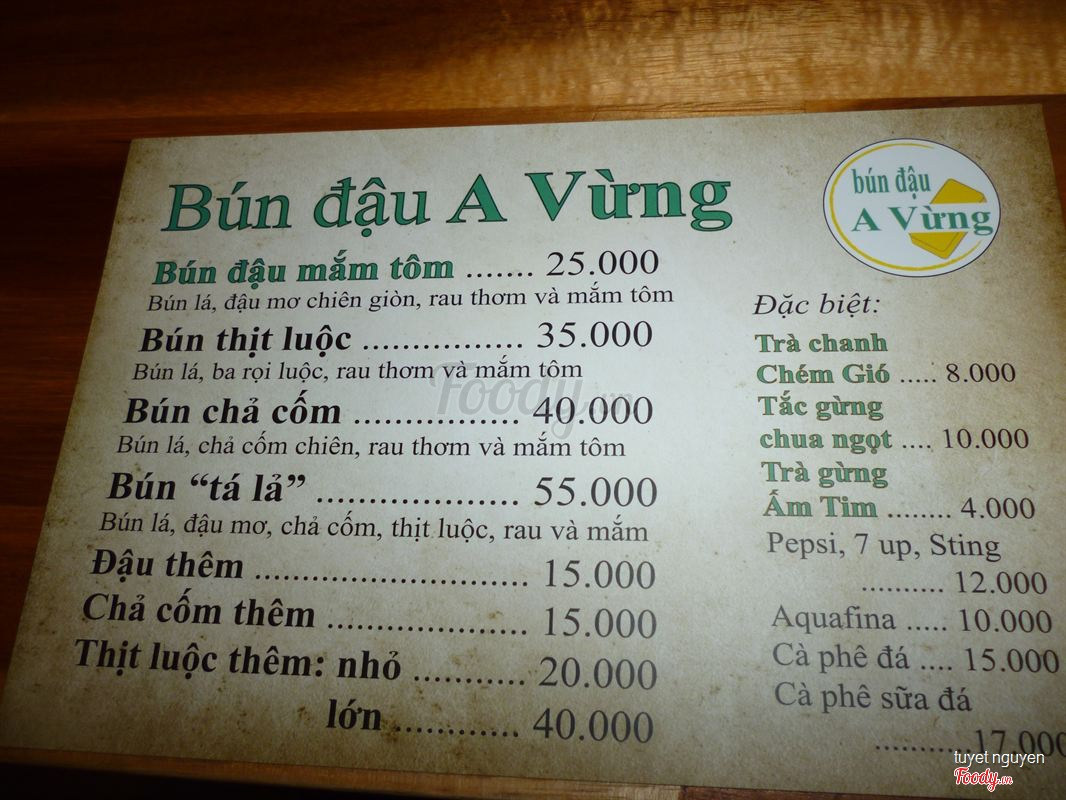 Bún đậu A Vừng
Bún đậu mắm tôm ....... 25.000
Bún lá, đậu mơ chiên giòn, rau thơm và mắm tôm
Bún thịt luộc ................. 35.000
Bún lá, ba rọi luộc, rau thơm và mắm tôm
Bún chả cốm ................. 40.000
Bún lá, chả cốm chiên, rau thơm và mắm tôm
Bún “tá lả” .................... 55.000
Bún lá, đậu mơ, chả cốm, thịt luộc, rau và mắm
Đậu thêm ............................ 15.000
Chả cốm thêm .................... 15.000
Thịt luộc thêm: nhỏ ........... 20.000
lớn ............ 40.000
bún đậu
A Vừng
Đặc biệt:
Trà chanh
Chém Gió ..... 8.000
Tắc gừng
chua ngọt .... 10.000
Trà gừng
Ấm Tim ........ 4.000
Pepsi, 7 up, Sting
.......... 12.000
Aquafina ..... 10.000
Cà phê đá .... 15.000
Cà phê sữa đá
...........17.000
Foody.vn
tuyet nguyen
Foody.vn